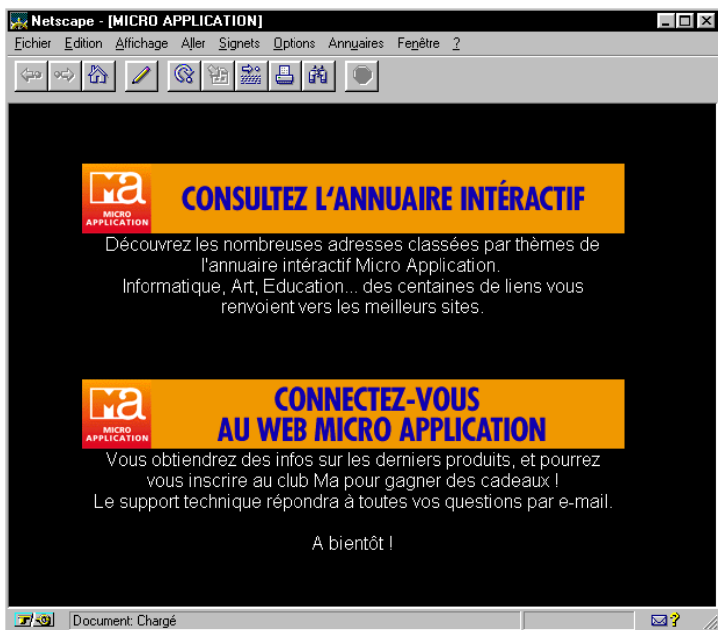 Netscape - [MICRO APPLICATION]
Fichier Edition Affichage Aller Signets Options Annuaires Fenêtre ?
Ma
MICRO
APPLICATION
CONSULTEZ L'ANNUAIRE INTÉRACTIF
Découvrez les nombreuses adresses classées par thèmes de
l'annuaire intéractif Micro Application.
Informatique, Art, Education... des centaines de liens vous
renvoient vers les meilleurs sites.
Ma
MICRO
APPLICATION
CONNECTEZ-VOUS
AU WEB MICRO APPLICATION
Vous obtiendrez des infos sur les derniers produits, et pourrez
vous inscrire au club Ma pour gagner des cadeaux !
Le support technique répondra à toutes vos questions par e-mail.
A bientôt !
Document: Chargé
?